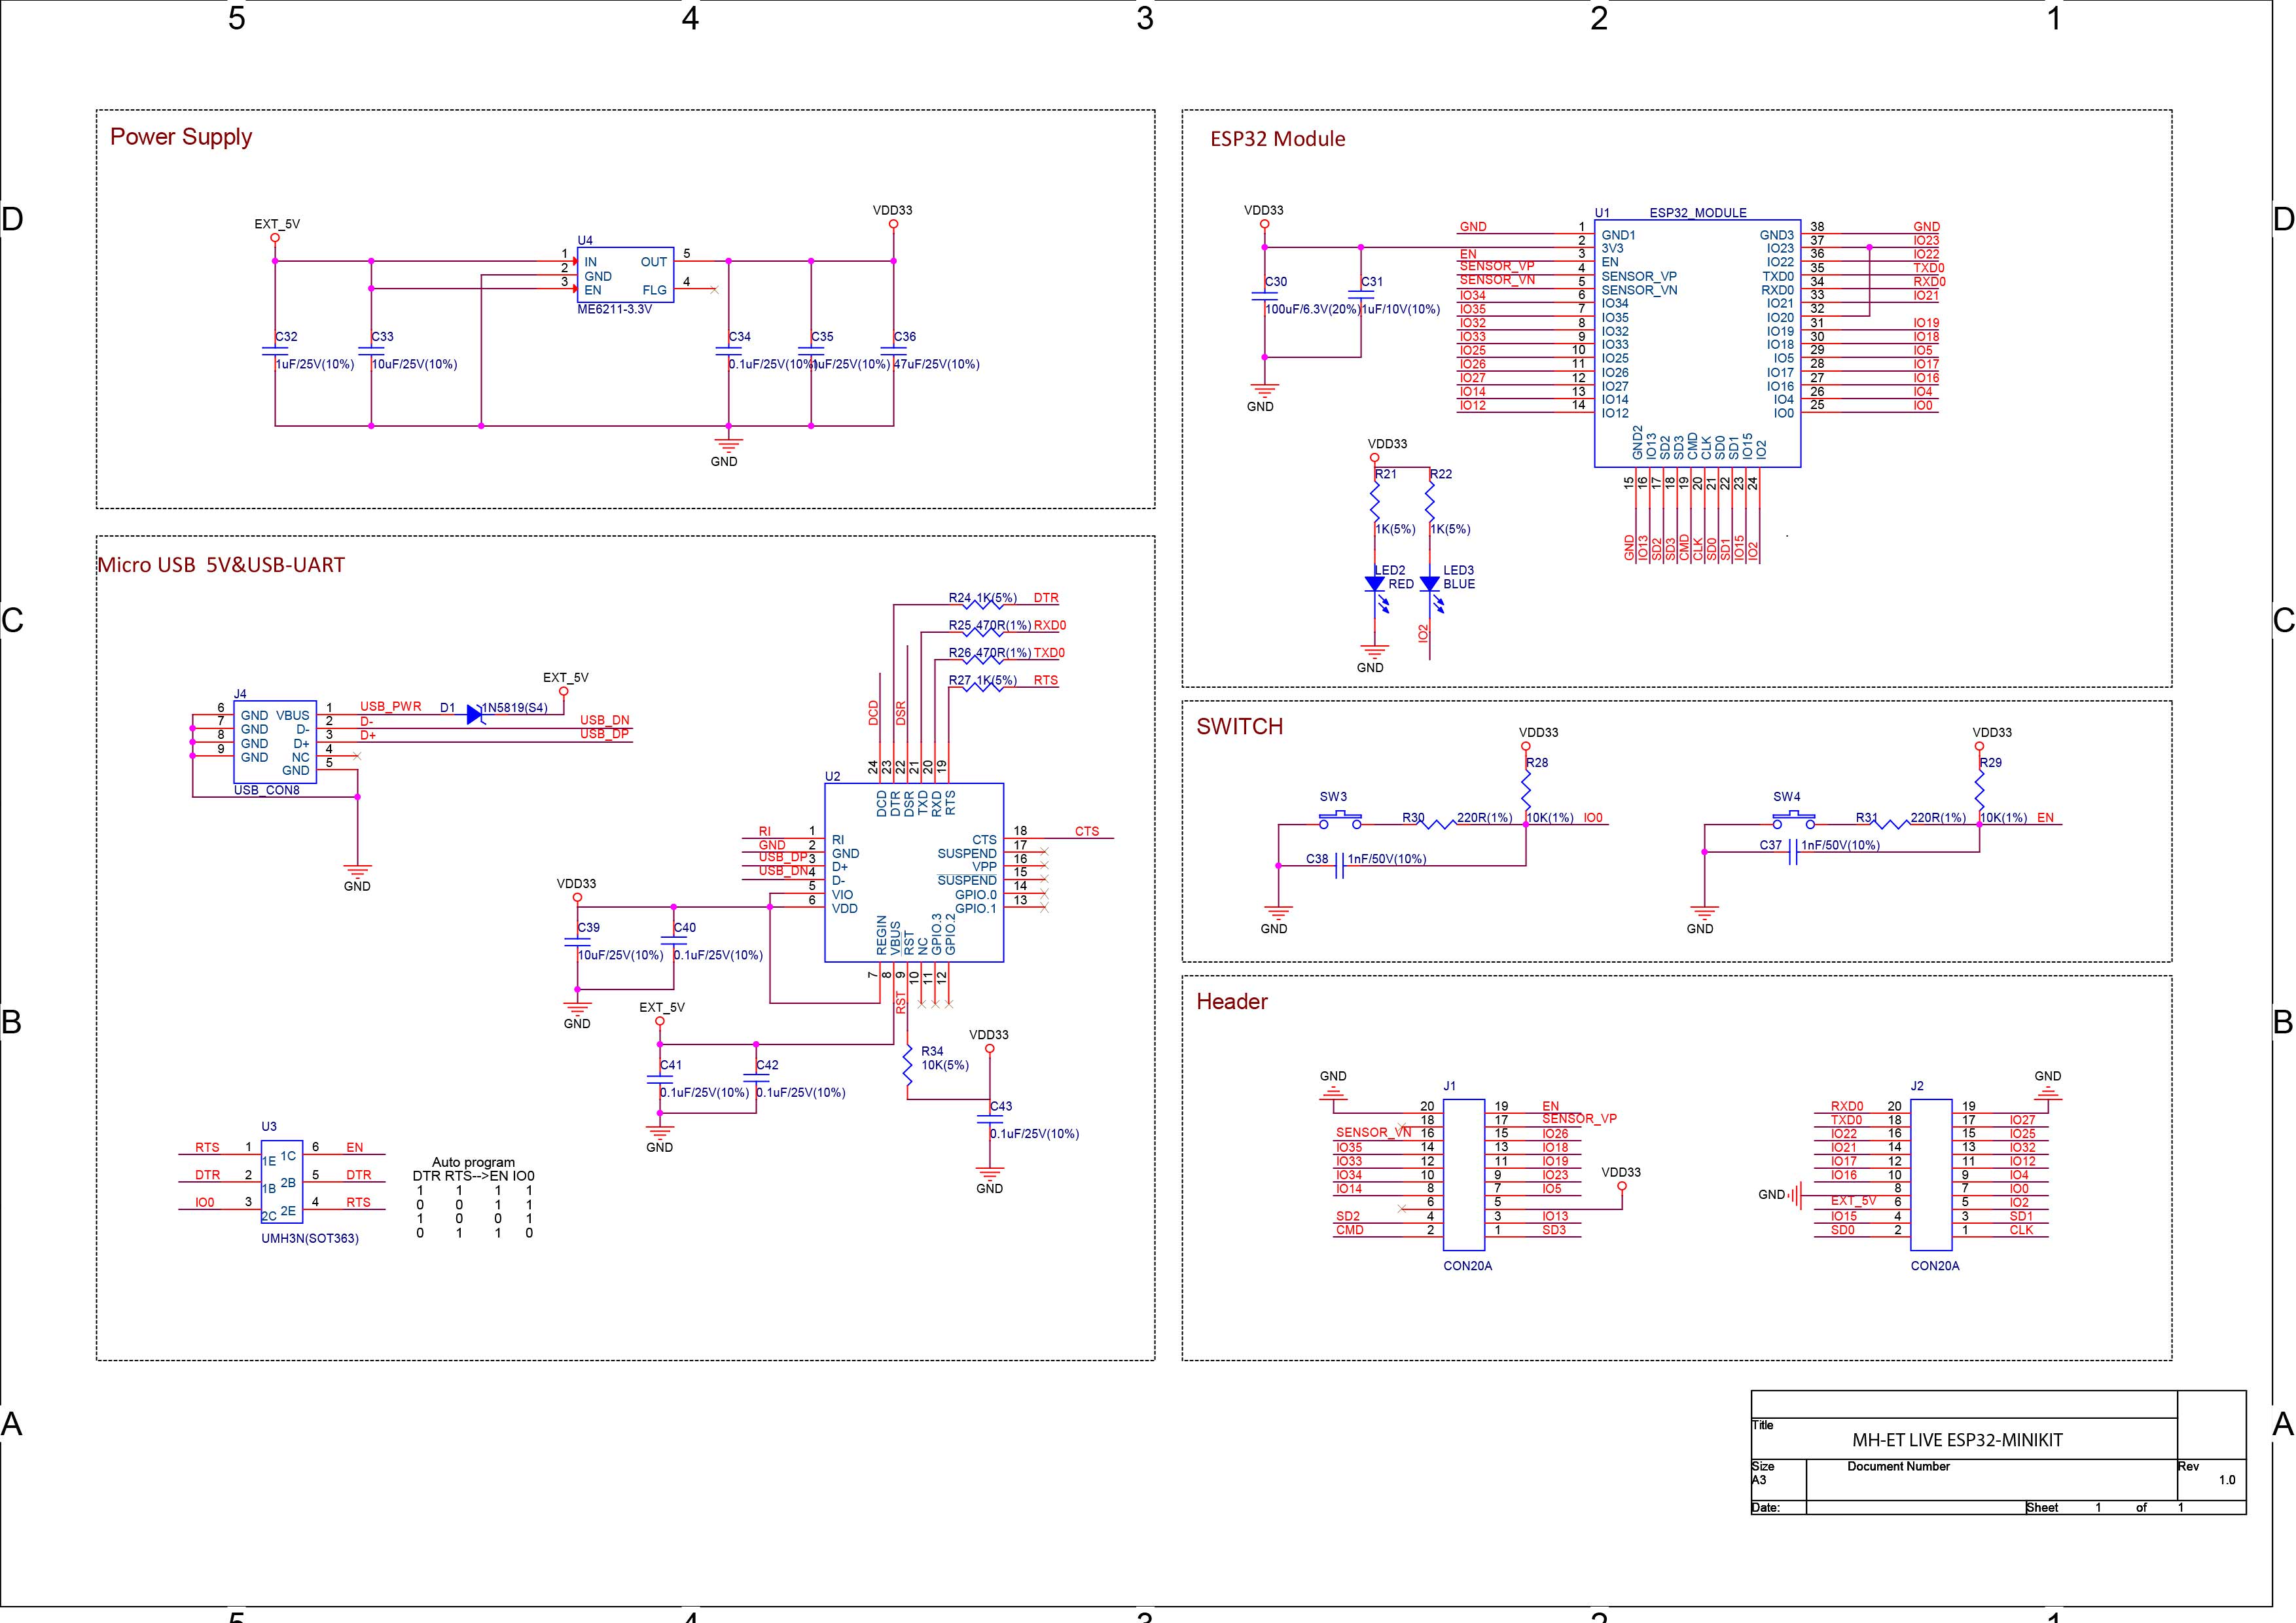 5 4 3 2 1
D
D
C
C
B
B
A
A
Power Supply
EXT_5V
VDD33
U4
1 IN OUT 5
2 GND
3 EN FLG 4
ME6211-3.3V
C32
1uF/25V(10%)
C33
10uF/25V(10%)
C34
0.1uF/25V(10%)
C35
1uF/25V(10%)
C36
47uF/25V(10%)
GND
ESP32 Module
VDD33
C30
100uF/6.3V(20%)
C31
1uF/10V(10%)
GND
U1 ESP32_MODULE
GND 1 GND1
2 3V3
EN 3 EN
SENSOR_VP 4 SENSOR_VP
SENSOR_VN 5 SENSOR_VN
IO34 6 IO34
IO35 7 IO35
IO32 8 IO32
IO33 9 IO33
IO25 10 IO25
IO26 11 IO26
IO27 12 IO27
IO14 13 IO14
IO12 14 IO12
GND3 38 GND
IO23 37 IO23
IO22 36 IO22
TXD0 35 TXD0
RXD0 34 RXD0
IO21 33 IO21
IO20 32
IO19 31 IO19
IO18 30 IO18
IO5 29 IO5
IO17 28 IO17
IO16 27 IO16
IO4 26 IO4
IO0 25 IO0
GND2 15 GND
IO13 16 IO13
SD2 17 SD2
SD3 18 SD3
CMD 19 CMD
CLK 20 CLK
SD0 21 SD0
SD1 22 SD1
IO15 23 IO15
IO2 24 IO2
VDD33
R21
1K(5%)
R22
1K(5%)
LED2
RED
LED3
BLUE
IO2
GND
Micro USB 5V&USB-UART
R24 1K(5%) DTR
R25 470R(1%) RXD0
R26 470R(1%) TXD0
R27 1K(5%) RTS
DCD
DSR
J4
6 GND VBUS 1 USB_PWR
7 GND D- 2 D-
8 GND D+ 3 D+
9 GND NC 4
GND 5
USB_CON8
D1 1N5819(S4)
EXT_5V
USB_DN
USB_DP
GND
U2
24 DCD
23 DTR
22 DSR
21 TXD
20 RXD
19 RTS
RI 1 RI
GND 2 GND
USB_DP 3 D+
USB_DN 4 D-
5 VIO
6 VDD
CTS 18 CTS
SUSPEND 17
VPP 16
SUSPEND 15
GPIO.0 14
GPIO.1 13
REGIN 7
VBUS 8
RST 9 RST
NC 10
GPIO.3 11
GPIO.2 12
VDD33
C39
10uF/25V(10%)
C40
0.1uF/25V(10%)
GND
EXT_5V
C41
0.1uF/25V(10%)
C42
0.1uF/25V(10%)
GND
R34
10K(5%)
VDD33
C43
0.1uF/25V(10%)
GND
U3
RTS 1 1E 1C 6 EN
DTR 2 1B 2B 5 DTR
IO0 3 2C 2E 4 RTS
UMH3N(SOT363)
Auto program
DTR RTS-->EN IO0
1 1 1 1
0 0 1 1
1 0 0 1
0 1 1 0
SWITCH
VDD33
R28
10K(1%)
SW3
R30 220R(1%)
IO0
C38 1nF/50V(10%)
GND
VDD33
R29
10K(1%)
SW4
R31 220R(1%)
EN
C37 1nF/50V(10%)
GND
Header
GND
J1
20 19 EN
18 17 SENSOR_VP
SENSOR_VN 16 15 IO26
IO35 14 13 IO18
IO33 12 11 IO19
IO34 10 9 IO23
IO14 8 7 IO5
6 5
SD2 4 3 IO13
CMD 2 1 SD3
CON20A
VDD33
GND
J2
RXD0 20 19
TXD0 18 17 IO27
IO22 16 15 IO25
IO21 14 13 IO32
IO17 12 11 IO12
IO16 10 9 IO4
GND 8 7 IO0
EXT_5V 6 5 IO2
IO15 4 3 SD1
SD0 2 1 CLK
CON20A
Title
MH-ET LIVE ESP32-MINIKIT
Size
A3
Document Number
Rev
1.0
Date:
Sheet 1 of 1
5 4 3 2 1